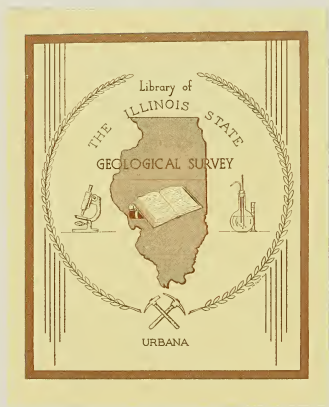 Library of
THE ILLINOIS STATE
GEOLOGICAL SURVEY
URBANA